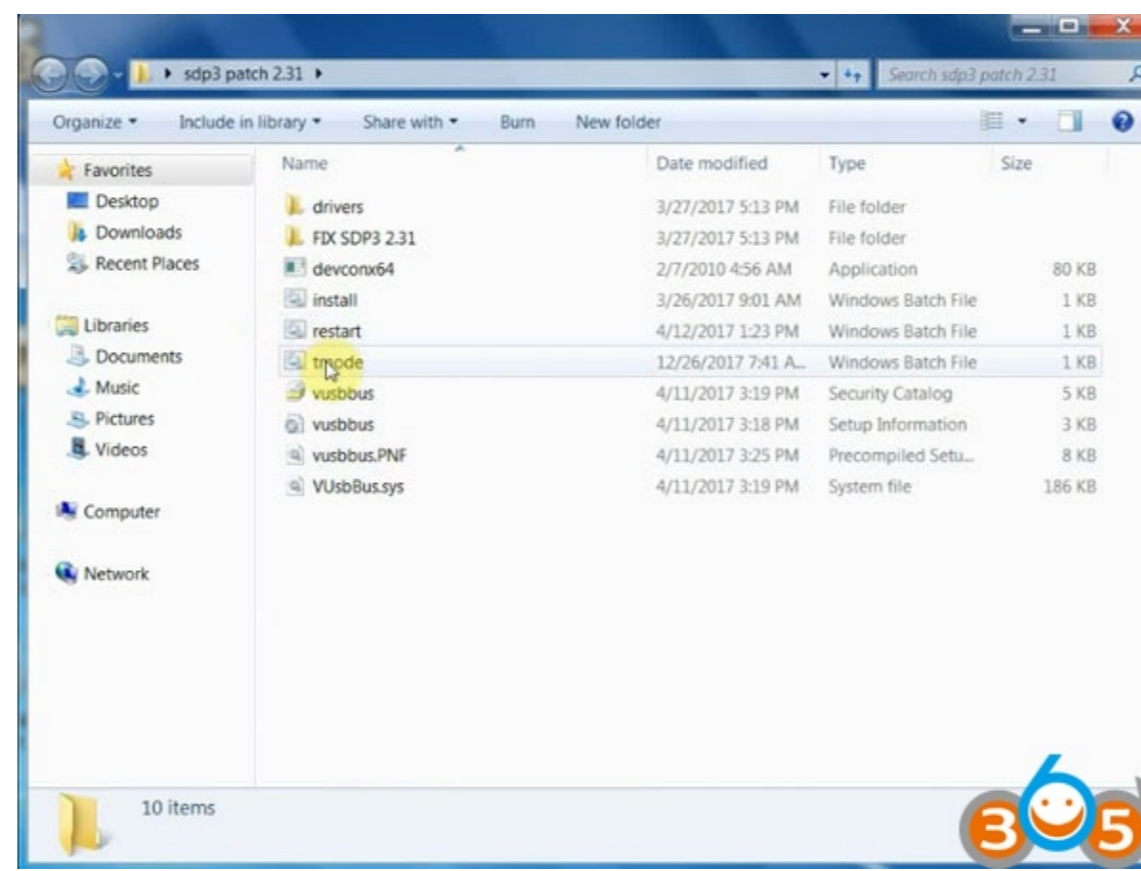 sdp3 patch 2.31
Search sdp3 patch 2.31
Organize Include in library Share with Burn New folder
Favorites
Desktop
Downloads
Recent Places
Libraries
Documents
Music
Pictures
Videos
Computer
Network
Name Date modified Type Size
drivers 3/27/2017 5:13 PM File folder
FIX SDP3 2.31 3/27/2017 5:13 PM File folder
devconx64 2/7/2010 4:56 AM Application 80 KB
install 3/26/2017 9:01 AM Windows Batch File 1 KB
restart 4/12/2017 1:23 PM Windows Batch File 1 KB
tmode 12/26/2017 7:41 A... Windows Batch File 1 KB
vusbbus 4/11/2017 3:19 PM Security Catalog 5 KB
vusbbus 4/11/2017 3:18 PM Setup Information 3 KB
vusbbus.PNF 4/11/2017 3:25 PM Precompiled Setu... 8 KB
VUsbBus.sys 4/11/2017 3:19 PM System file 186 KB
10 items
365